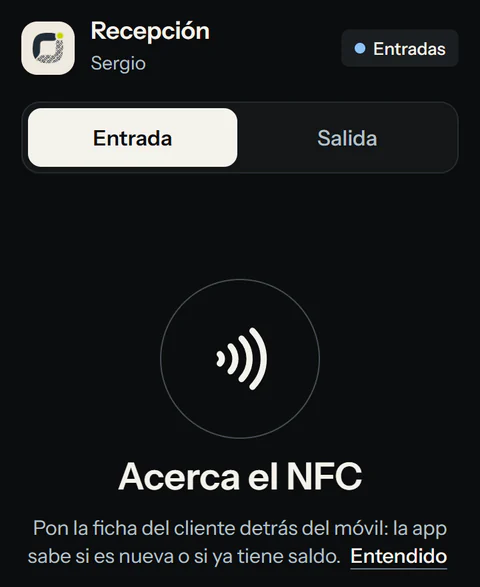 Recepción
Sergio
Entradas
Entrada
Salida
Acerca el NFC
Pon la ficha del cliente detrás del móvil: la app
sabe si es nueva o si ya tiene saldo. Entendido